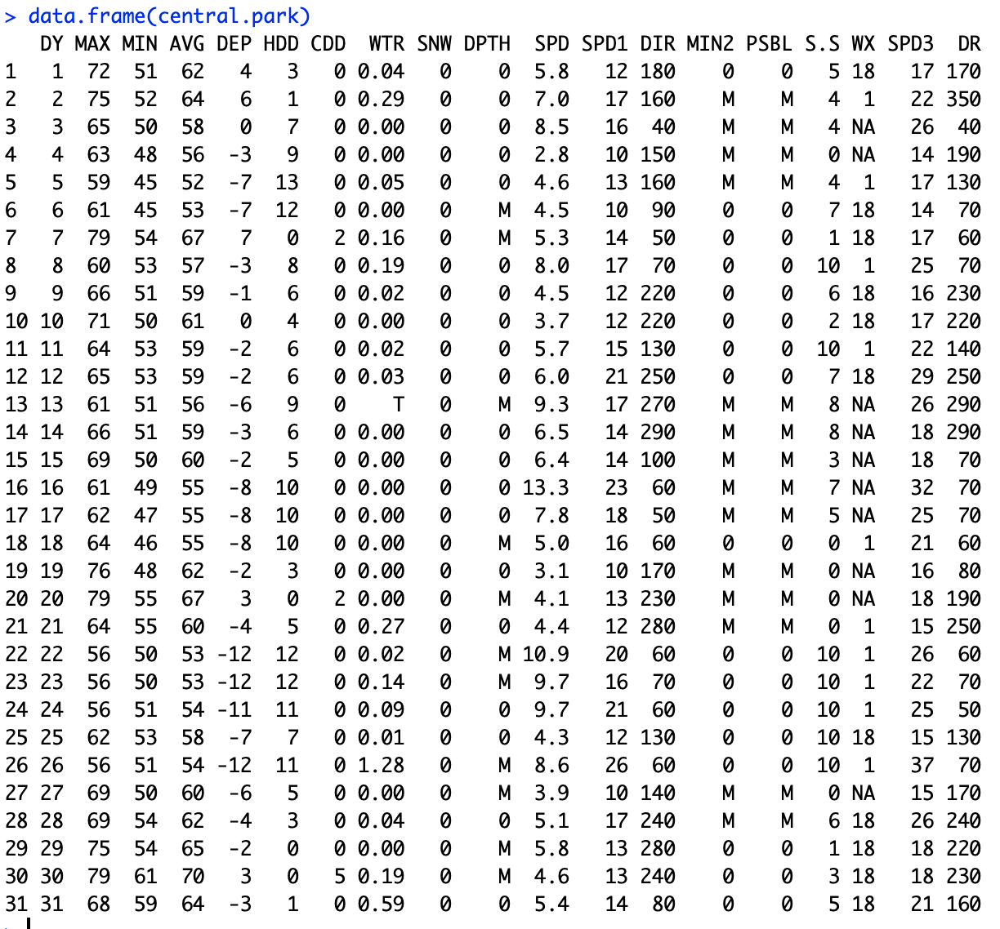 > data.frame(central.park)
   DY MAX MIN AVG DEP HDD CDD  WTR SNW DPTH  SPD SPD1 DIR MIN2 PSBL S.S WX SPD3  DR
1   1  72  51  62   4   3   0 0.04   0    0  5.8   12 180    0    0   5 18   17 170
2   2  75  52  64   6   1   0 0.29   0    0  7.0   17 160    M    M   4  1   22 350
3   3  65  50  58   0   7   0 0.00   0    0  8.5   16  40    M    M   4 NA   26  40
4   4  63  48  56  -3   9   0 0.00   0    0  2.8   10 150    M    M   0 NA   14 190
5   5  59  45  52  -7  13   0 0.05   0    0  4.6   13 160    M    M   4  1   17 130
6   6  61  45  53  -7  12   0 0.00   0    M  4.5   10  90    0    0   7 18   14  70
7   7  79  54  67   7   0   2 0.16   0    M  5.3   14  50    0    0   1 18   17  60
8   8  60  53  57  -3   8   0 0.19   0    0  8.0   17  70    0    0  10  1   25  70
9   9  66  51  59  -1   6   0 0.02   0    0  4.5   12 220    0    0   6 18   16 230
10 10  71  50  61   0   4   0 0.00   0    0  3.7   12 220    0    0   2 18   17 220
11 11  64  53  59  -2   6   0 0.02   0    0  5.7   15 130    0    0  10  1   22 140
12 12  65  53  59  -2   6   0 0.03   0    0  6.0   21 250    0    0   7 18   29 250
13 13  61  51  56  -6   9   0    T   0    M  9.3   17 270    M    M   8 NA   26 290
14 14  66  51  59  -3   6   0 0.00   0    0  6.5   14 290    M    M   8 NA   18 290
15 15  69  50  60  -2   5   0 0.00   0    0  6.4   14 100    M    M   3 NA   18  70
16 16  61  49  55  -8  10   0 0.00   0    0 13.3   23  60    M    M   7 NA   32  70
17 17  62  47  55  -8  10   0 0.00   0    0  7.8   18  50    M    M   5 NA   25  70
18 18  64  46  55  -8  10   0 0.00   0    M  5.0   16  60    0    0   0  1   21  60
19 19  76  48  62  -2   3   0 0.00   0    0  3.1   10 170    M    M   0 NA   16  80
20 20  79  55  67   3   0   2 0.00   0    M  4.1   13 230    M    M   0 NA   18 190
21 21  64  55  60  -4   5   0 0.27   0    0  4.4   12 280    M    M   0  1   15 250
22 22  56  50  53 -12  12   0 0.02   0    M 10.9   20  60    0    0  10  1   26  60
23 23  56  50  53 -12  12   0 0.14   0    M  9.7   16  70    0    0  10  1   22  70
24 24  56  51  54 -11  11   0 0.09   0    0  9.7   21  60    0    0  10  1   25  50
25 25  62  53  58  -7   7   0 0.01   0    0  4.3   12 130    0    0  10 18   15 130
26 26  56  51  54 -12  11   0 1.28   0    M  8.6   26  60    0    0  10  1   37  70
27 27  69  50  60  -6   5   0 0.00   0    M  3.9   10 140    M    M   0 NA   15 170
28 28  69  54  62  -4   3   0 0.04   0    0  5.1   17 240    M    M   6 18   26 240
29 29  75  54  65  -2   0   0 0.00   0    M  5.8   13 280    0    0   1 18   18 220
30 30  79  61  70   3   0   5 0.19   0    M  4.6   13 240    0    0   3 18   18 230
31 31  68  59  64  -3   1   0 0.59   0    0  5.4   14  80    0    0   5 18   21 160